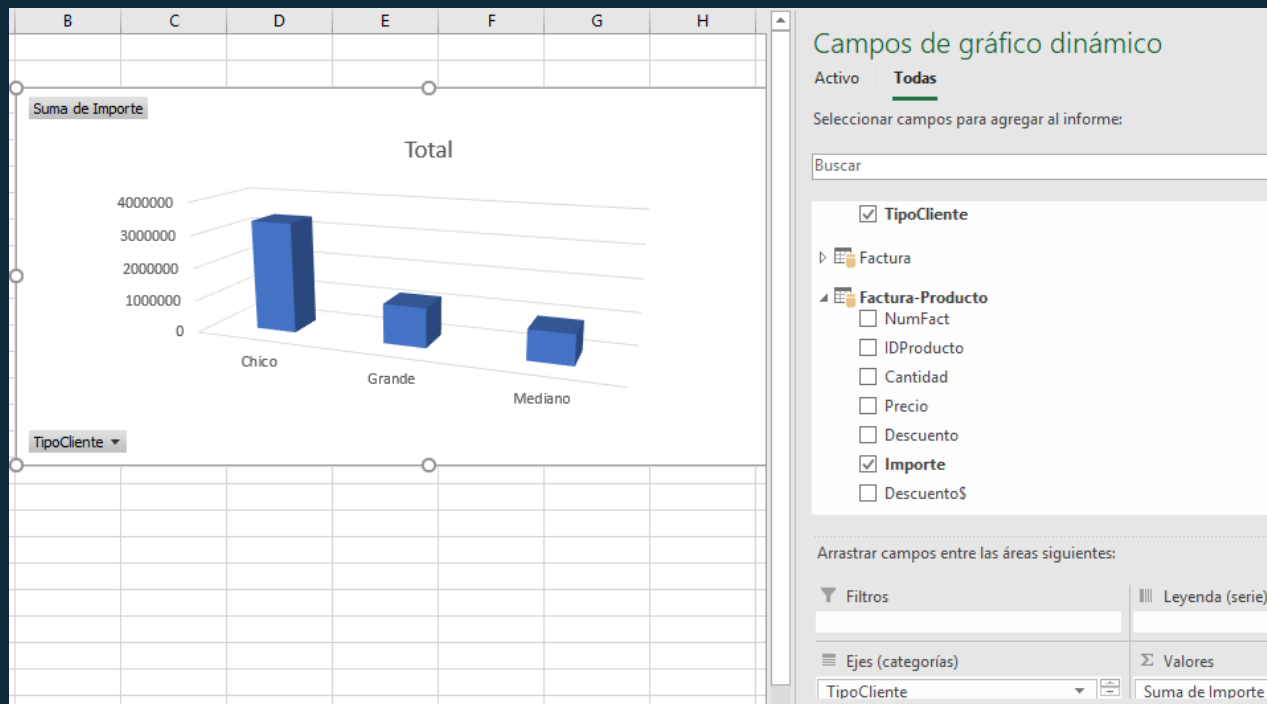 B C D E F G H
Suma de Importe
Total
4000000
3000000
2000000
1000000
0
Chico
Grande
Mediano
TipoCliente
Campos de gráfico dinámico
Activo Todas
Seleccionar campos para agregar al informe:
Buscar
TipoCliente
Factura
Factura-Producto
NumFact
IDProducto
Cantidad
Precio
Descuento
Importe
Descuento$
Arrastrar campos entre las áreas siguientes:
Filtros
Leyenda (serie)
Ejes (categorías)
Σ Valores
TipoCliente
Suma de Importe